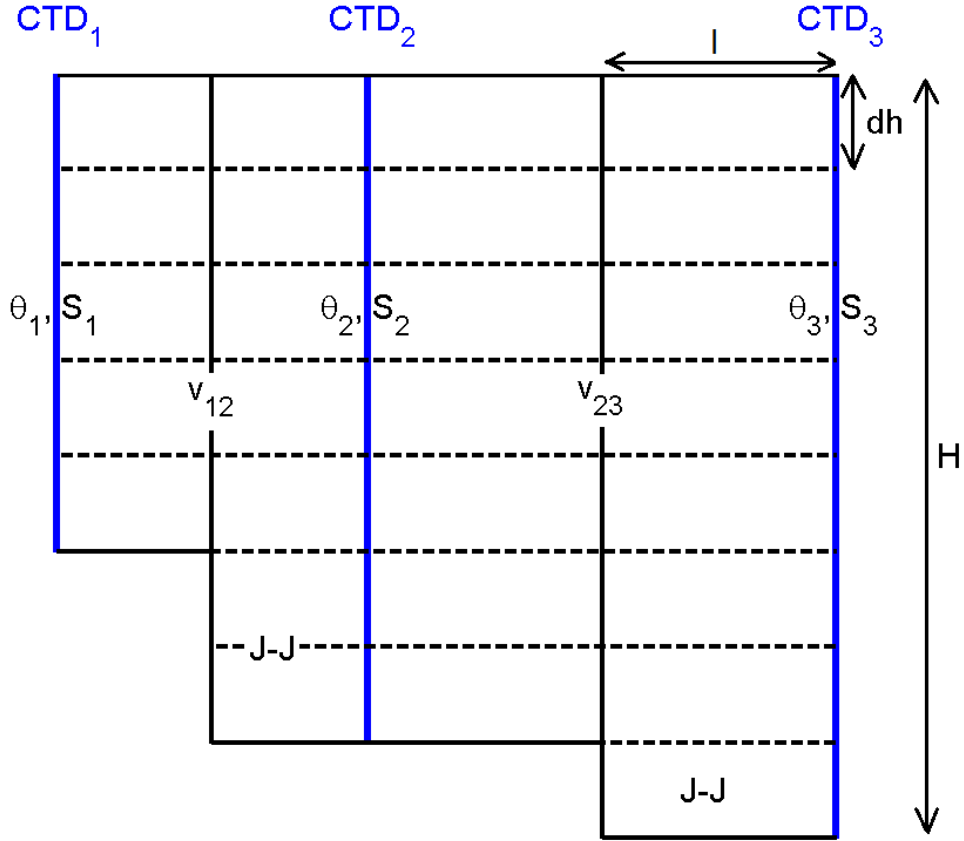 CTD₁ CTD₂ CTD₃
l
dh
θ₁, S₁ θ₂, S₂ θ₃, S₃
v₁₂ v₂₃
H
J-J
J-J